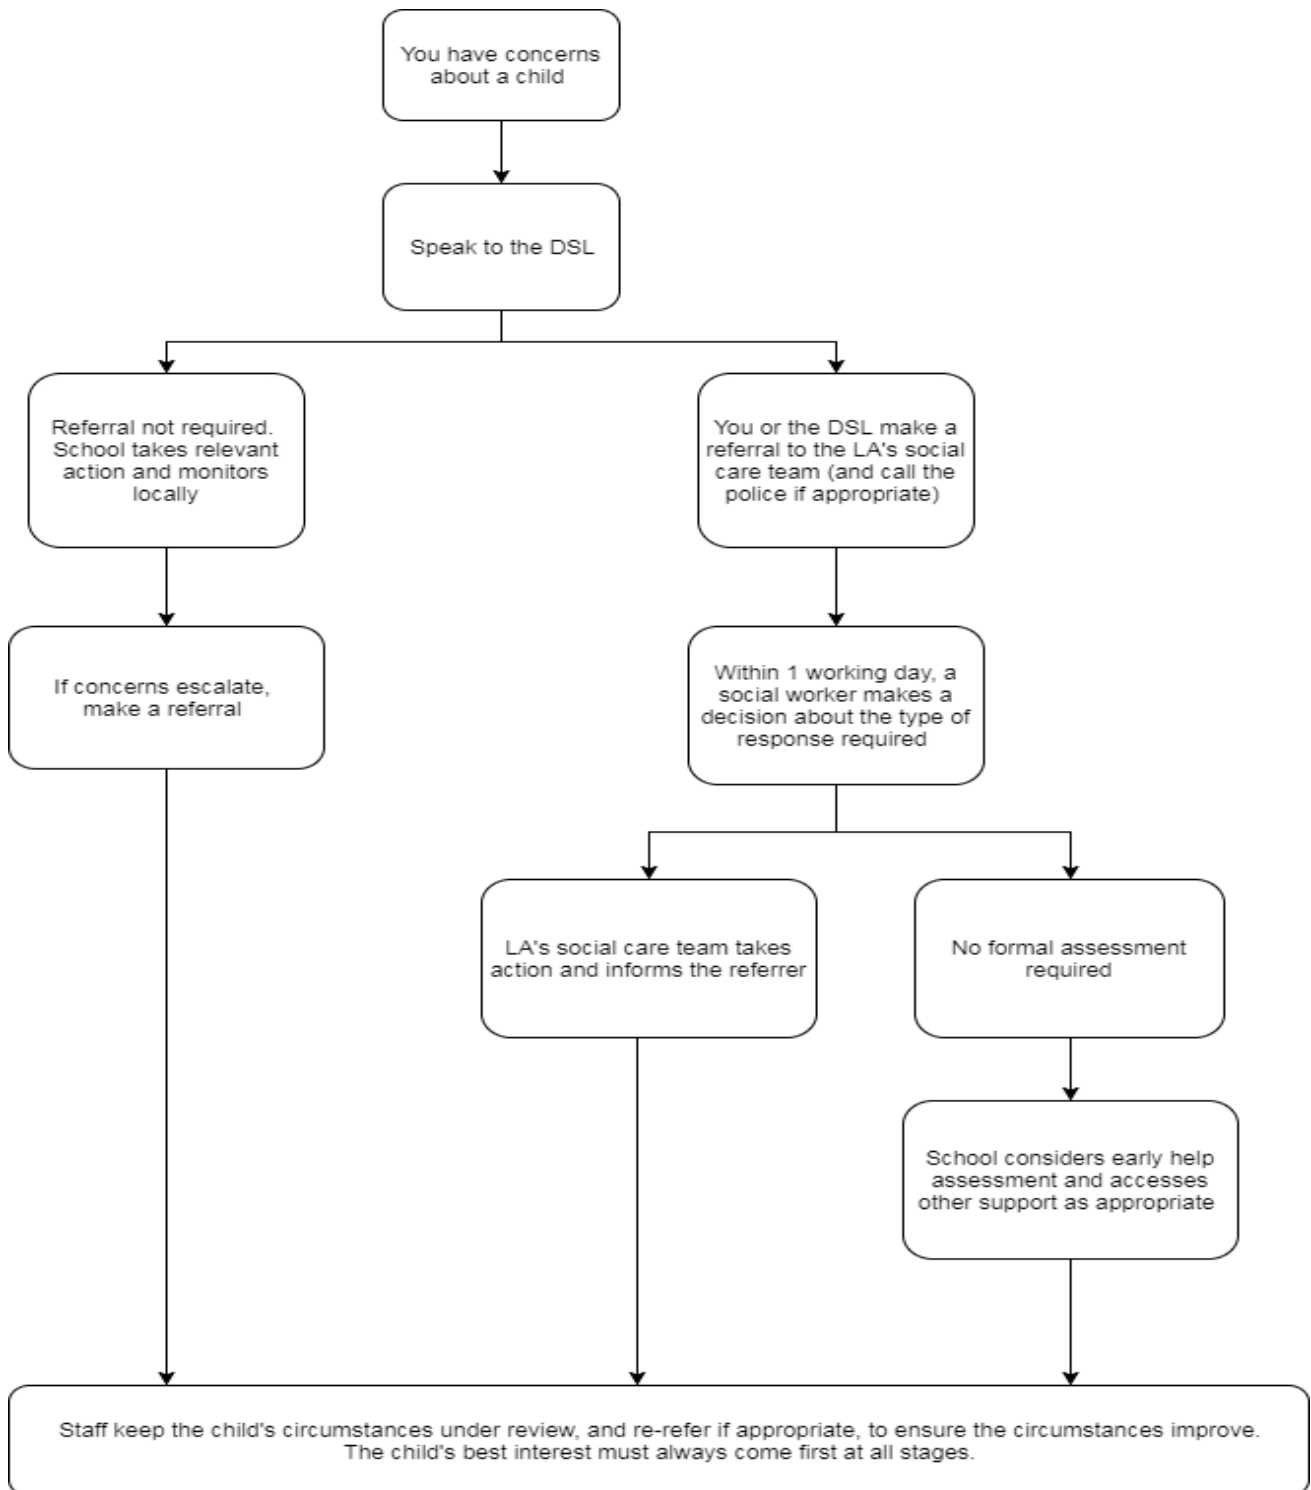 You have concerns
about a child
Speak to the DSL
Referral not required.
School takes relevant
action and monitors
locally
You or the DSL make a
referral to the LA's social
care team (and call the
police if appropriate)
If concerns escalate,
make a referral
Within 1 working day, a
social worker makes a
decision about the type of
response required
LA's social care team takes
action and informs the referrer
No formal assessment
required
School considers early help
assessment and accesses
other support as appropriate
Staff keep the child's circumstances under review, and re-refer if appropriate, to ensure the circumstances improve.
The child's best interest must always come first at all stages.